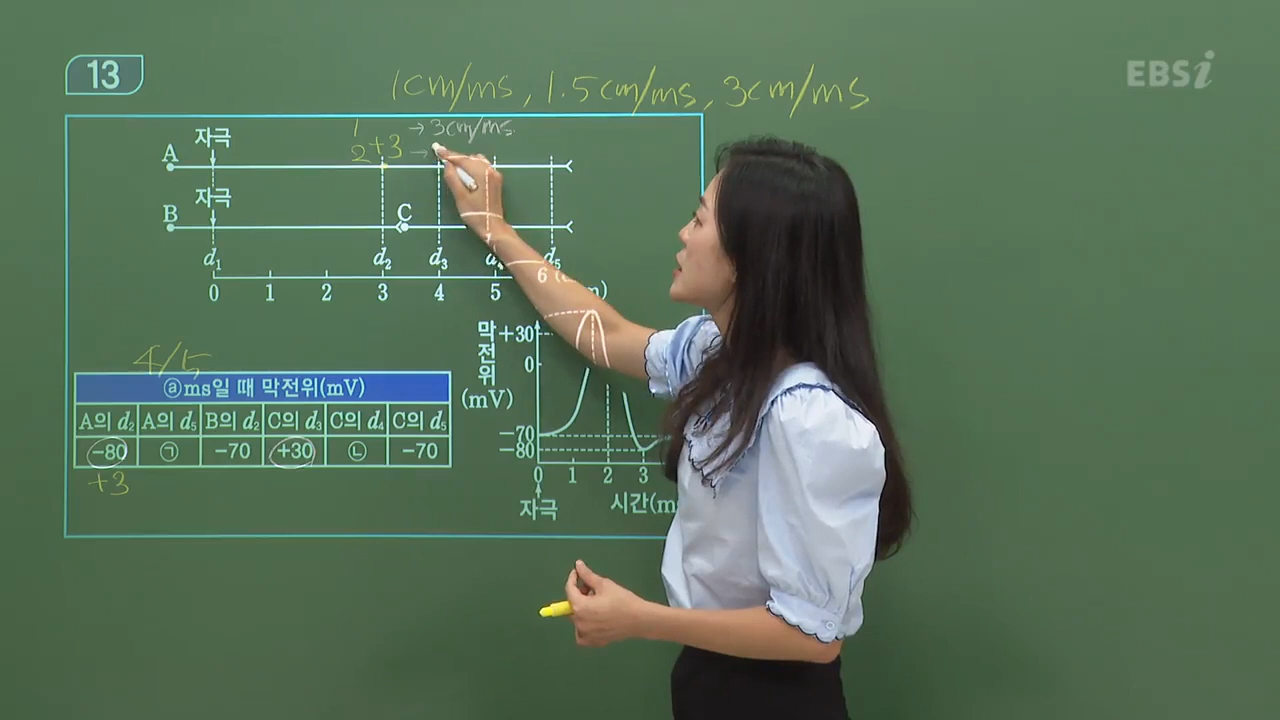 13
1cm/ms, 1.5cm/ms, 3cm/ms
EBSi
자극
1 → 3cm/ms
A
2 +3 →
자극
B
C
d₁ d₂ d₃ d₅
0 1 2 3 4 5 6
4/5
ⓐms일 때 막전위(mV)
A의 d₂ A의 d₅ B의 d₂ C의 d₃ C의 d₄ C의 d₅
-80 ㉠ -70 +30 ㉡ -70
+3
막전위
(mV)
+30
0
-70
-80
0 1 2 3
자극
시간(m